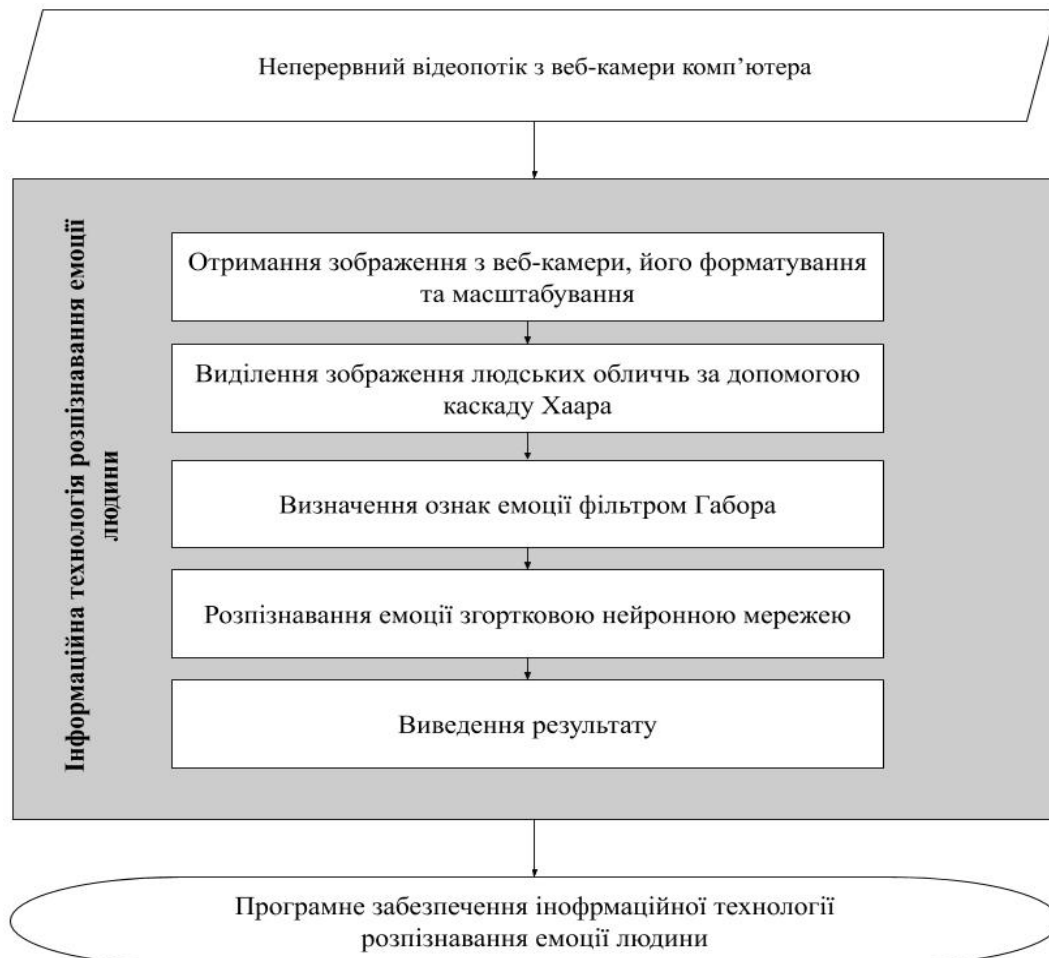 Неперервний відеопотік з веб-камери комп’ютера
Інформаційна технологія розпізнавання емоції
людини
Отримання зображення з веб-камери, його форматування
та масштабування
Виділення зображення людських обличчь за допомогою
каскаду Хаара
Визначення ознак емоції фільтром Габора
Розпізнавання емоції згортковою нейронною мережею
Виведення результату
Програмне забезпечення інофрмаційної технології
розпізнавання емоції людини